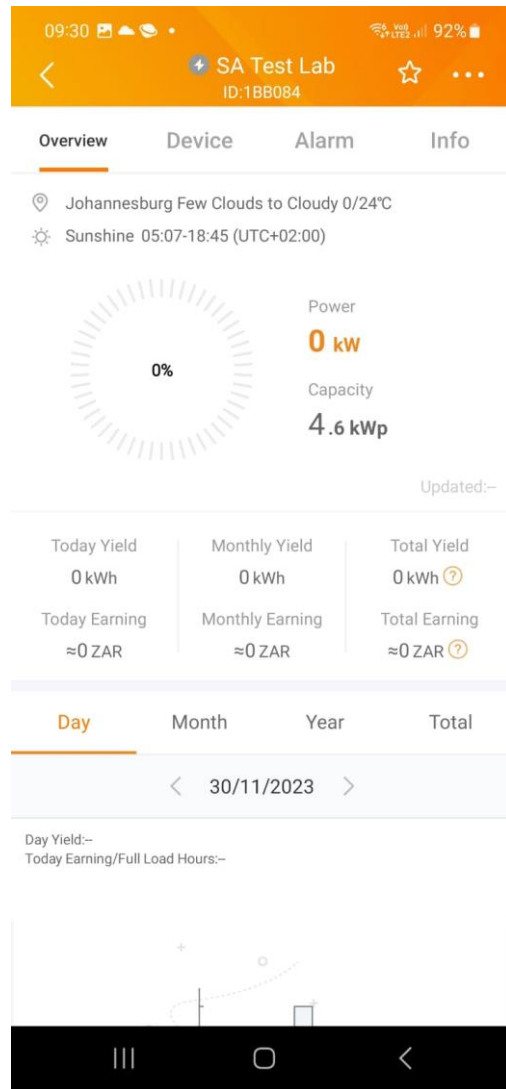 09:30 92%
SA Test Lab
ID:1BB084
Overview Device Alarm Info
Johannesburg Few Clouds to Cloudy 0/24℃
Sunshine 05:07-18:45 (UTC+02:00)
0%
Power
0 kW
Capacity
4.6 kWp
Updated:--
Today Yield Monthly Yield Total Yield
0 kWh 0 kWh 0 kWh ?
Today Earning Monthly Earning Total Earning
≈0 ZAR ≈0 ZAR ≈0 ZAR ?
Day Month Year Total
< 30/11/2023 >
Day Yield:--
Today Earning/Full Load Hours:--